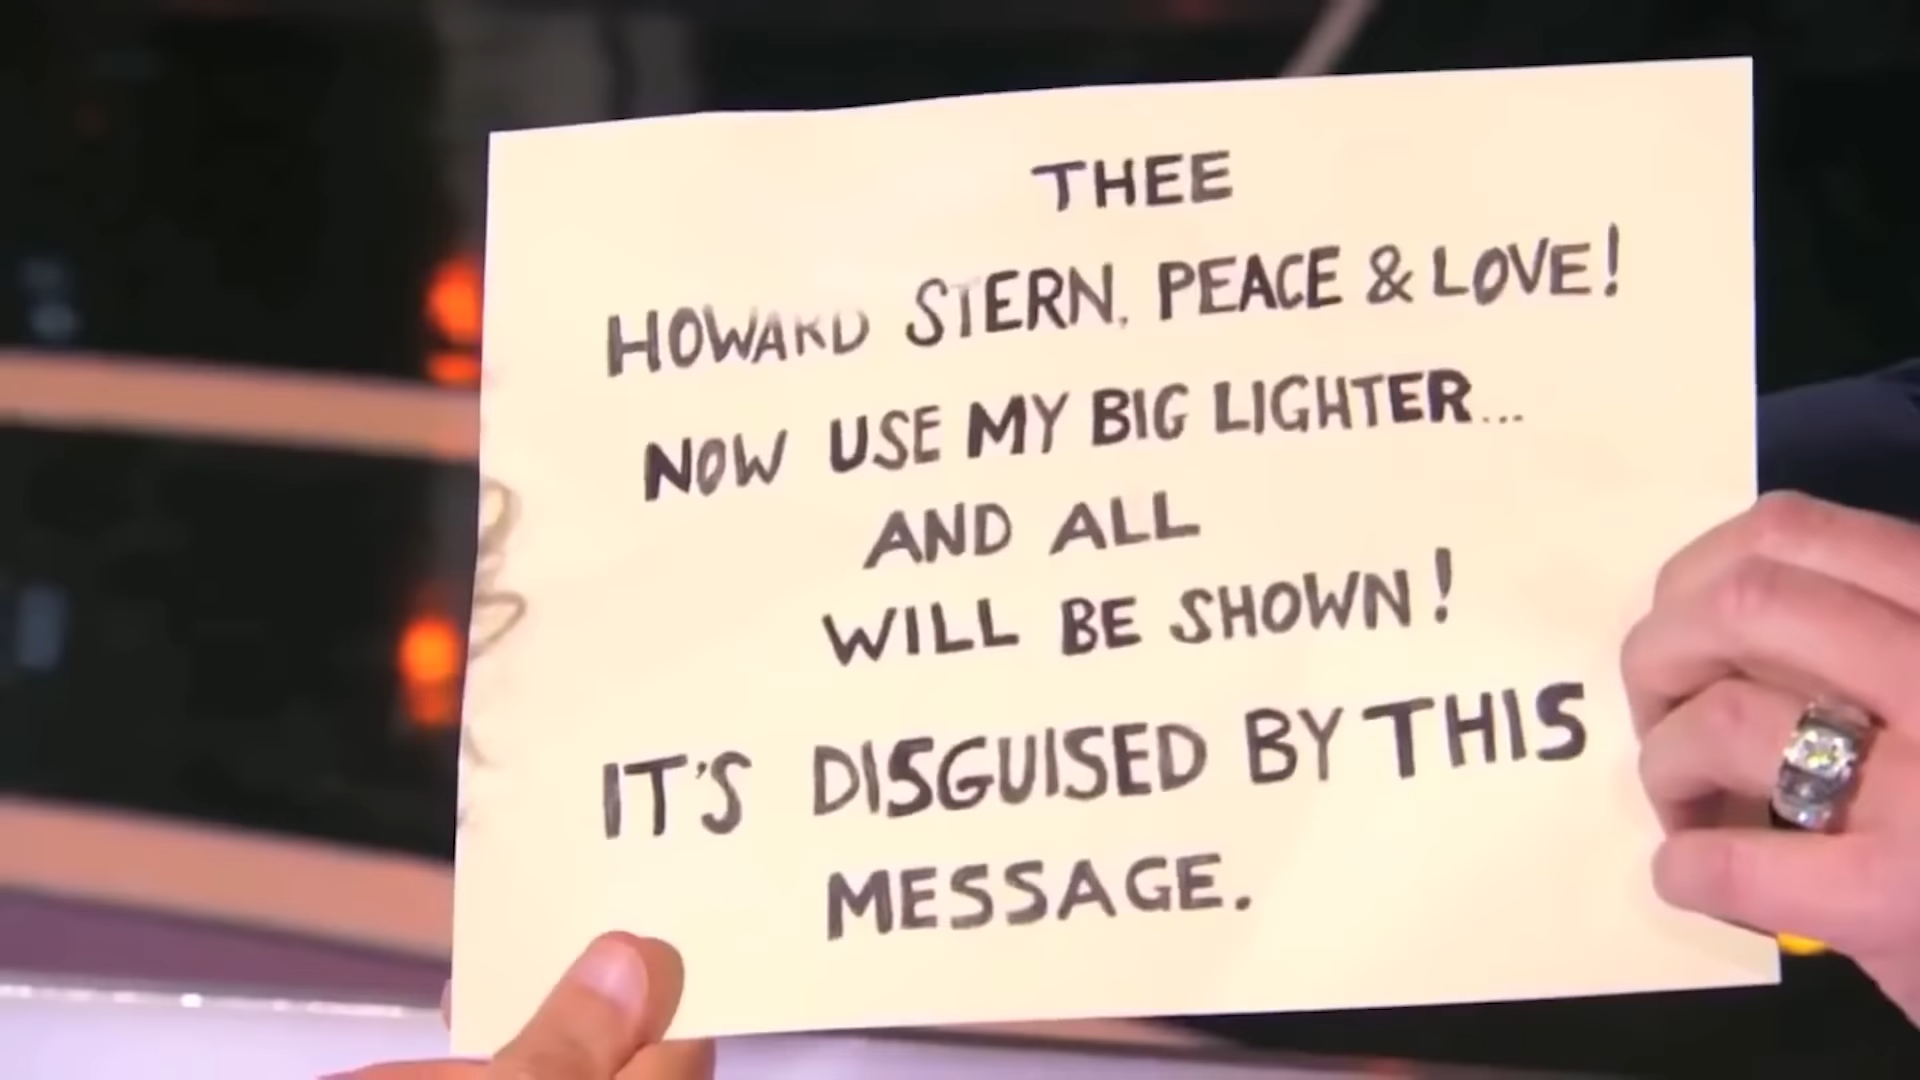 THEE
HOWARD STERN. PEACE & LOVE!
NOW USE MY BIG LIGHTER...
AND ALL
WILL BE SHOWN!
IT'S DISGUISED BY THIS
MESSAGE.